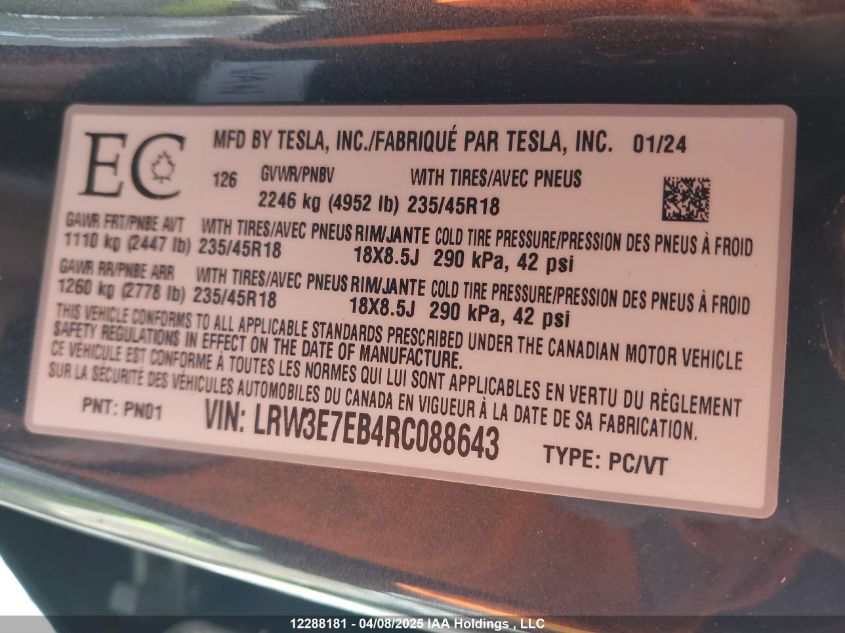 EC
MFD BY TESLA, INC./FABRIQUÉ PAR TESLA, INC. 01/24
126 GVWR/PNBV WITH TIRES/AVEC PNEUS
2246 kg (4952 lb) 235/45R18
GAWR FRT/PNBE AVT WITH TIRES/AVEC PNEUS RIM/JANTE COLD TIRE PRESSURE/PRESSION DES PNEUS À FROID
1110 kg (2447 lb) 235/45R18 18X8.5J 290 kPa, 42 psi
GAWR RR/PNBE ARR WITH TIRES/AVEC PNEUS RIM/JANTE COLD TIRE PRESSURE/PRESSION DES PNEUS À FROID
1260 kg (2778 lb) 235/45R18 18X8.5J 290 kPa, 42 psi
THIS VEHICLE CONFORMS TO ALL APPLICABLE STANDARDS PRESCRIBED UNDER THE CANADIAN MOTOR VEHICLE
SAFETY REGULATIONS IN EFFECT ON THE DATE OF MANUFACTURE.
CE VÉHICULE EST CONFORME À TOUTES LES NORMES QUI LUI SONT APPLICABLES EN VERTU DU RÈGLEMENT
SUR LA SÉCURITÉ DES VÉHICULES AUTOMOBILES DU CANADA EN VIGUEUR À LA DATE DE SA FABRICATION.
PNT: PN01 VIN: LRW3E7EB4RC088643 TYPE: PC/VT
12288181 - 04/08/2025 IAA Holdings , LLC